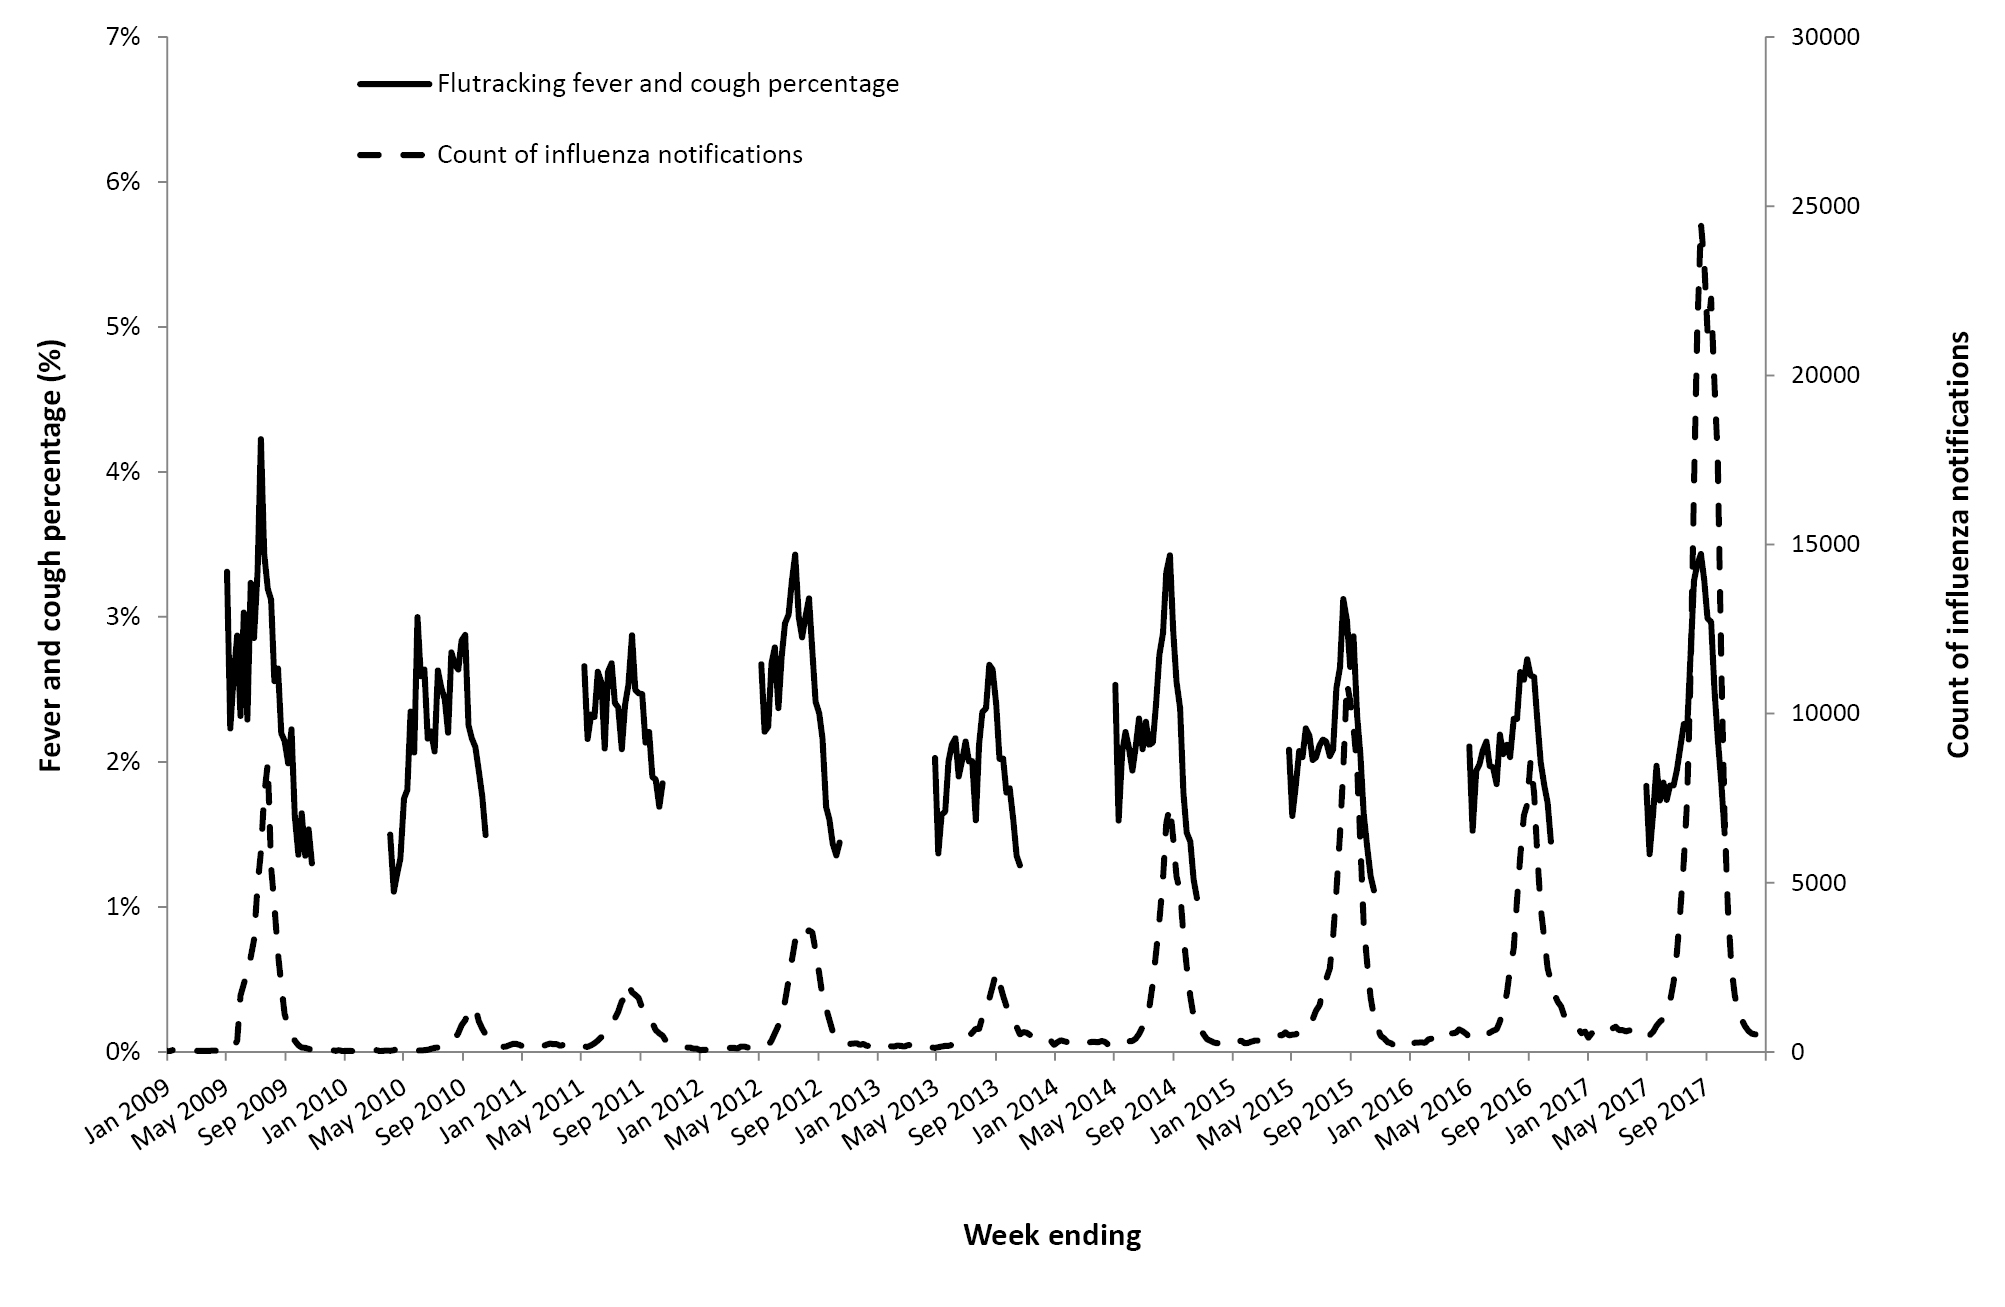 Flutracking fever and cough percentage
Count of influenza notifications
Fever and cough percentage (%)
7%
6%
5%
4%
3%
2%
1%
0%
30000
25000
20000
15000
10000
5000
0
Count of influenza notifications
Jan 2009
May 2009
Sep 2009
Jan 2010
May 2010
Sep 2010
Jan 2011
May 2011
Sep 2011
Jan 2012
May 2012
Sep 2012
Jan 2013
May 2013
Sep 2013
Jan 2014
May 2014
Sep 2014
Jan 2015
May 2015
Sep 2015
Jan 2016
May 2016
Sep 2016
Jan 2017
May 2017
Sep 2017
Week ending